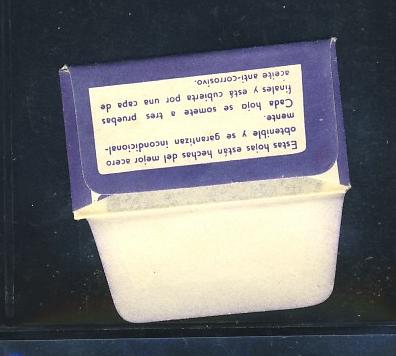 Estas hojas están hechas del mejor acero
obtenible y se garantizan incondicional-
mente.
Cada hoja se somete a tres pruebas
finales y está cubierta por una capa de
aceite anti-corrosivo.